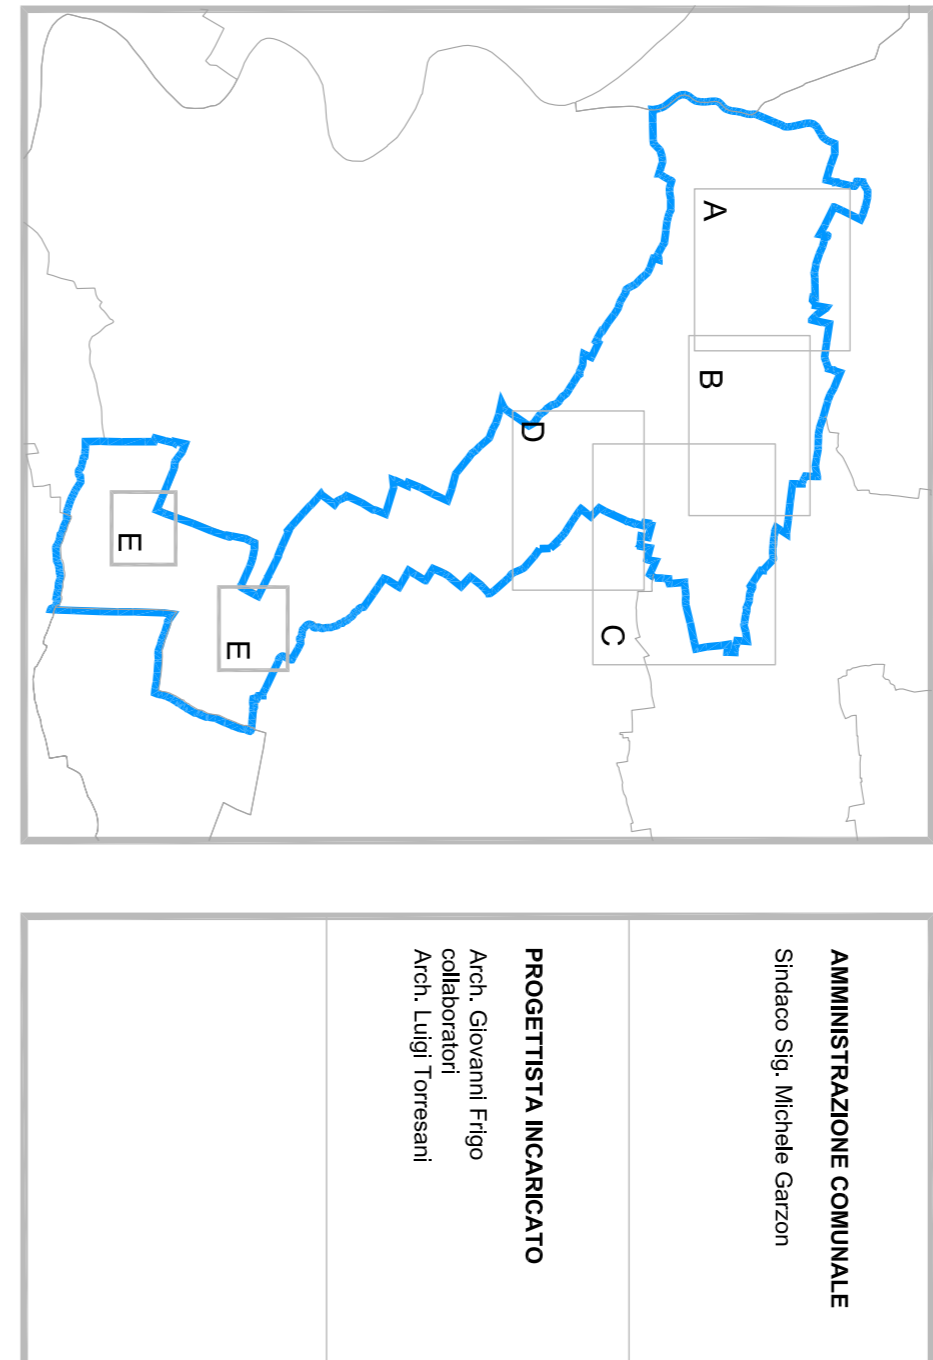 A
B
C
D
E
E
AMMINISTRAZIONE COMUNALE
Sindaco Sig. Michele Garzon
PROGETTISTA INCARICATO
Arch. Giovanni Frigo
collaboratori
Arch. Luigi Torresani